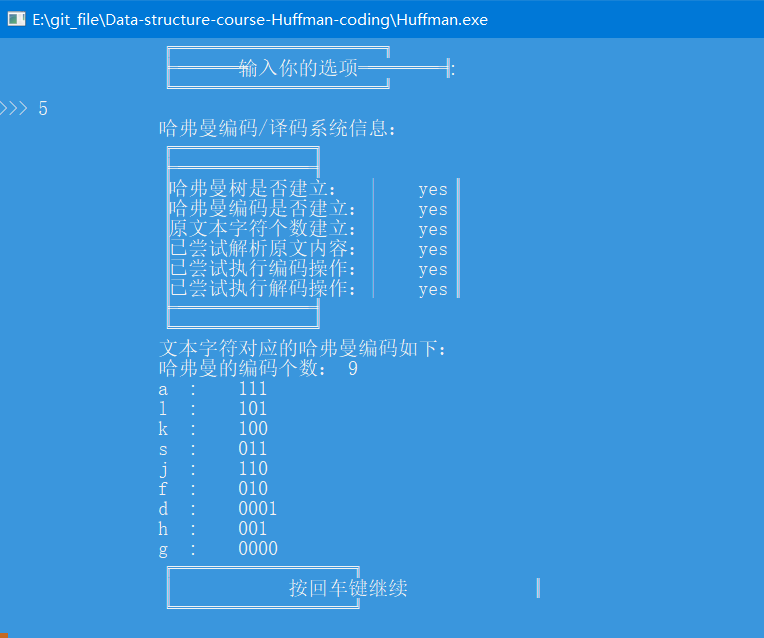 E:\git_file\Data-structure-course-Huffman-coding\Huffman.exe
输入你的选项:
>>> 5
哈弗曼编码/译码系统信息:
哈弗曼树是否建立: yes
哈弗曼编码是否建立: yes
原文本字符个数建立: yes
已尝试解析原文内容: yes
已尝试执行编码操作: yes
已尝试执行解码操作: yes
文本字符对应的哈弗曼编码如下:
哈弗曼的编码个数: 9
a : 111
l : 101
k : 100
s : 011
j : 110
f : 010
d : 0001
h : 001
g : 0000
按回车键继续